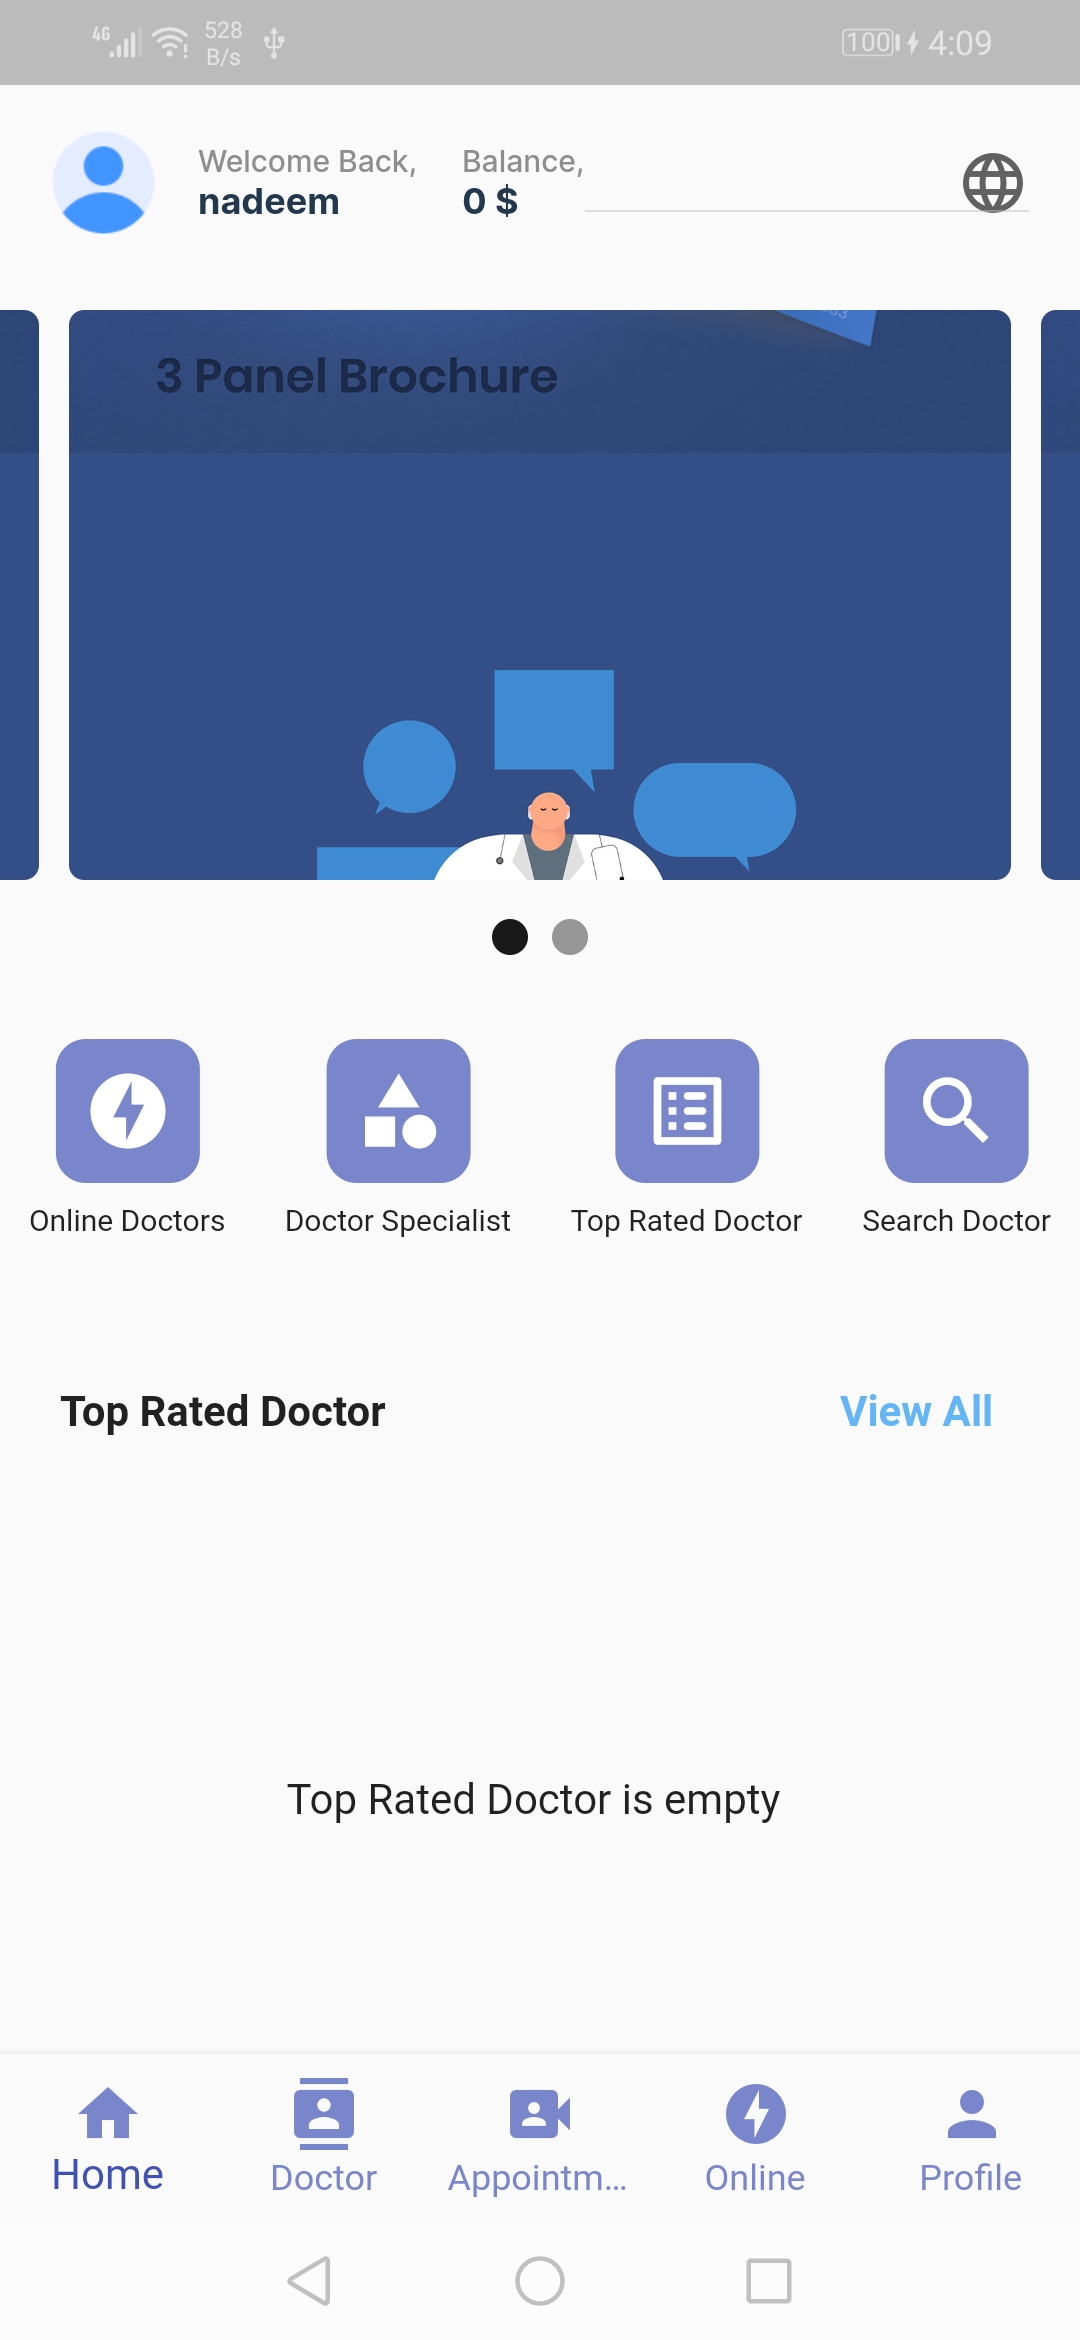 4G 528 B/s 100 4:09
Welcome Back, Balance,
nadeem 0 $
3 Panel Brochure
Online Doctors Doctor Specialist Top Rated Doctor Search Doctor
Top Rated Doctor View All
Top Rated Doctor is empty
Home Doctor Appointm... Online Profile